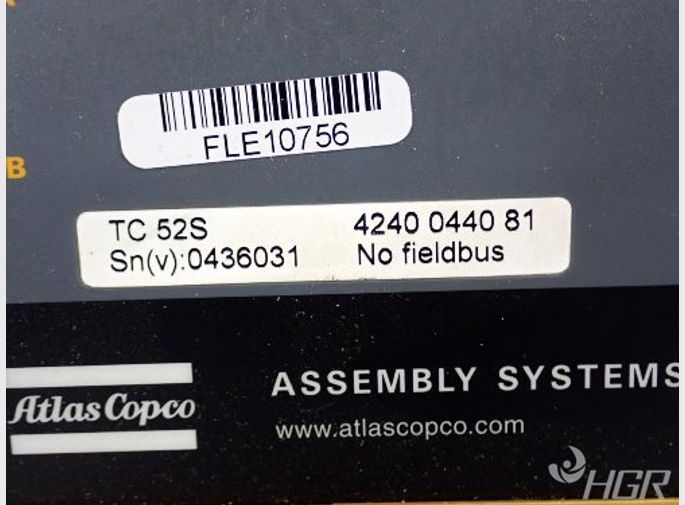 FLE10756
B
TC 52S 4240 0440 81
Sn(v):0436031 No fieldbus
Atlas Copco
ASSEMBLY SYSTEMS
www.atlascopco.com
HGR